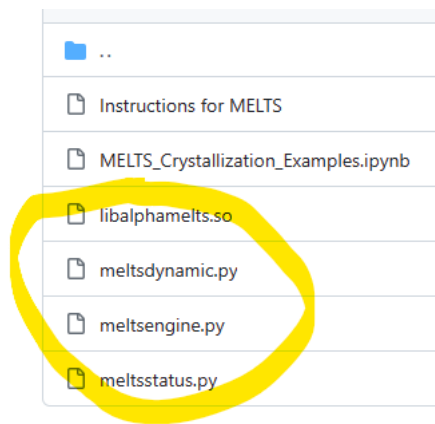 ..
Instructions for MELTS
MELTS_Crystallization_Examples.ipynb
libalphamelts.so
meltsdynamic.py
meltsengine.py
meltsstatus.py